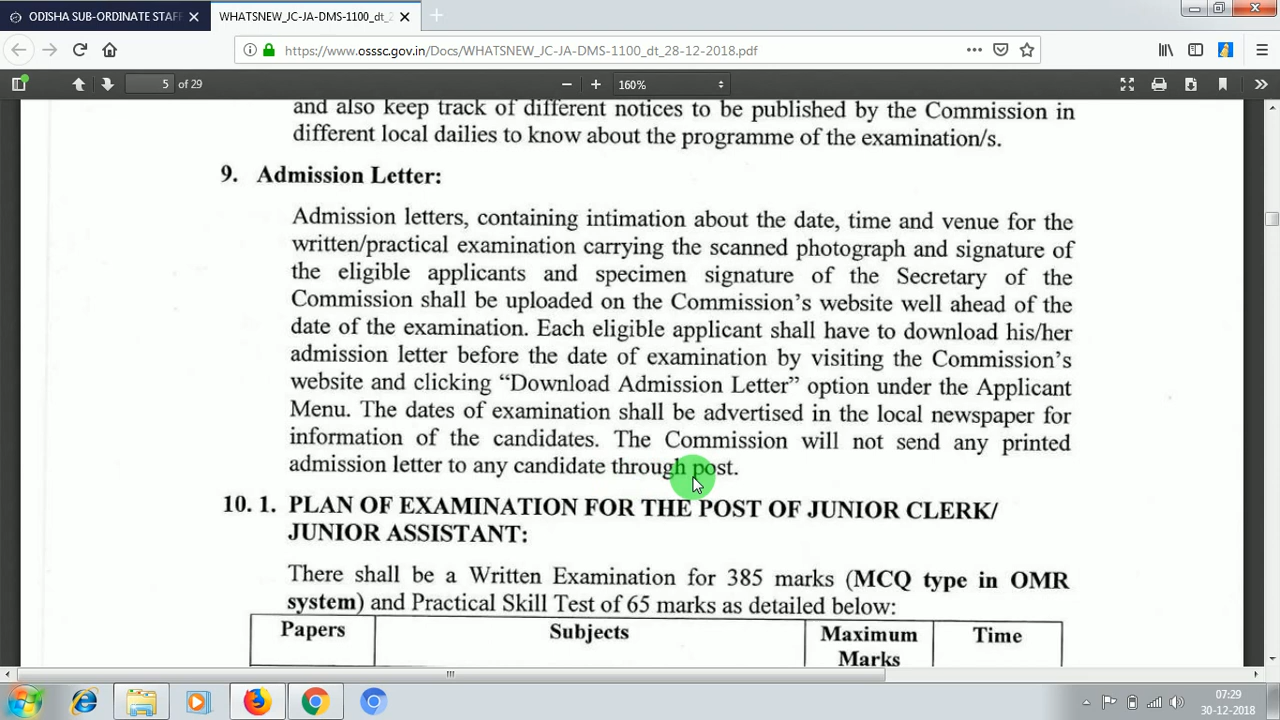 ODISHA SUB-ORDINATE STAFF
WHATSNEW_JC-JA-DMS-1100_dt_2
https://www.osssc.gov.in/Docs/WHATSNEW_JC-JA-DMS-1100_dt_28-12-2018.pdf
5 of 29
160%
and also keep track of different notices to be published by the Commission in
different local dailies to know about the programme of the examination/s.
9. Admission Letter:
Admission letters, containing intimation about the date, time and venue for the
written/practical examination carrying the scanned photograph and signature of
the eligible applicants and specimen signature of the Secretary of the
Commission shall be uploaded on the Commission's website well ahead of the
date of the examination. Each eligible applicant shall have to download his/her
admission letter before the date of examination by visiting the Commission's
website and clicking “Download Admission Letter” option under the Applicant
Menu. The dates of examination shall be advertised in the local newspaper for
information of the candidates. The Commission will not send any printed
admission letter to any candidate through post.
10. 1. PLAN OF EXAMINATION FOR THE POST OF JUNIOR CLERK/
JUNIOR ASSISTANT:
There shall be a Written Examination for 385 marks (MCQ type in OMR
system) and Practical Skill Test of 65 marks as detailed below:
Papers Subjects Maximum Time
Marks
07:29
30-12-2018